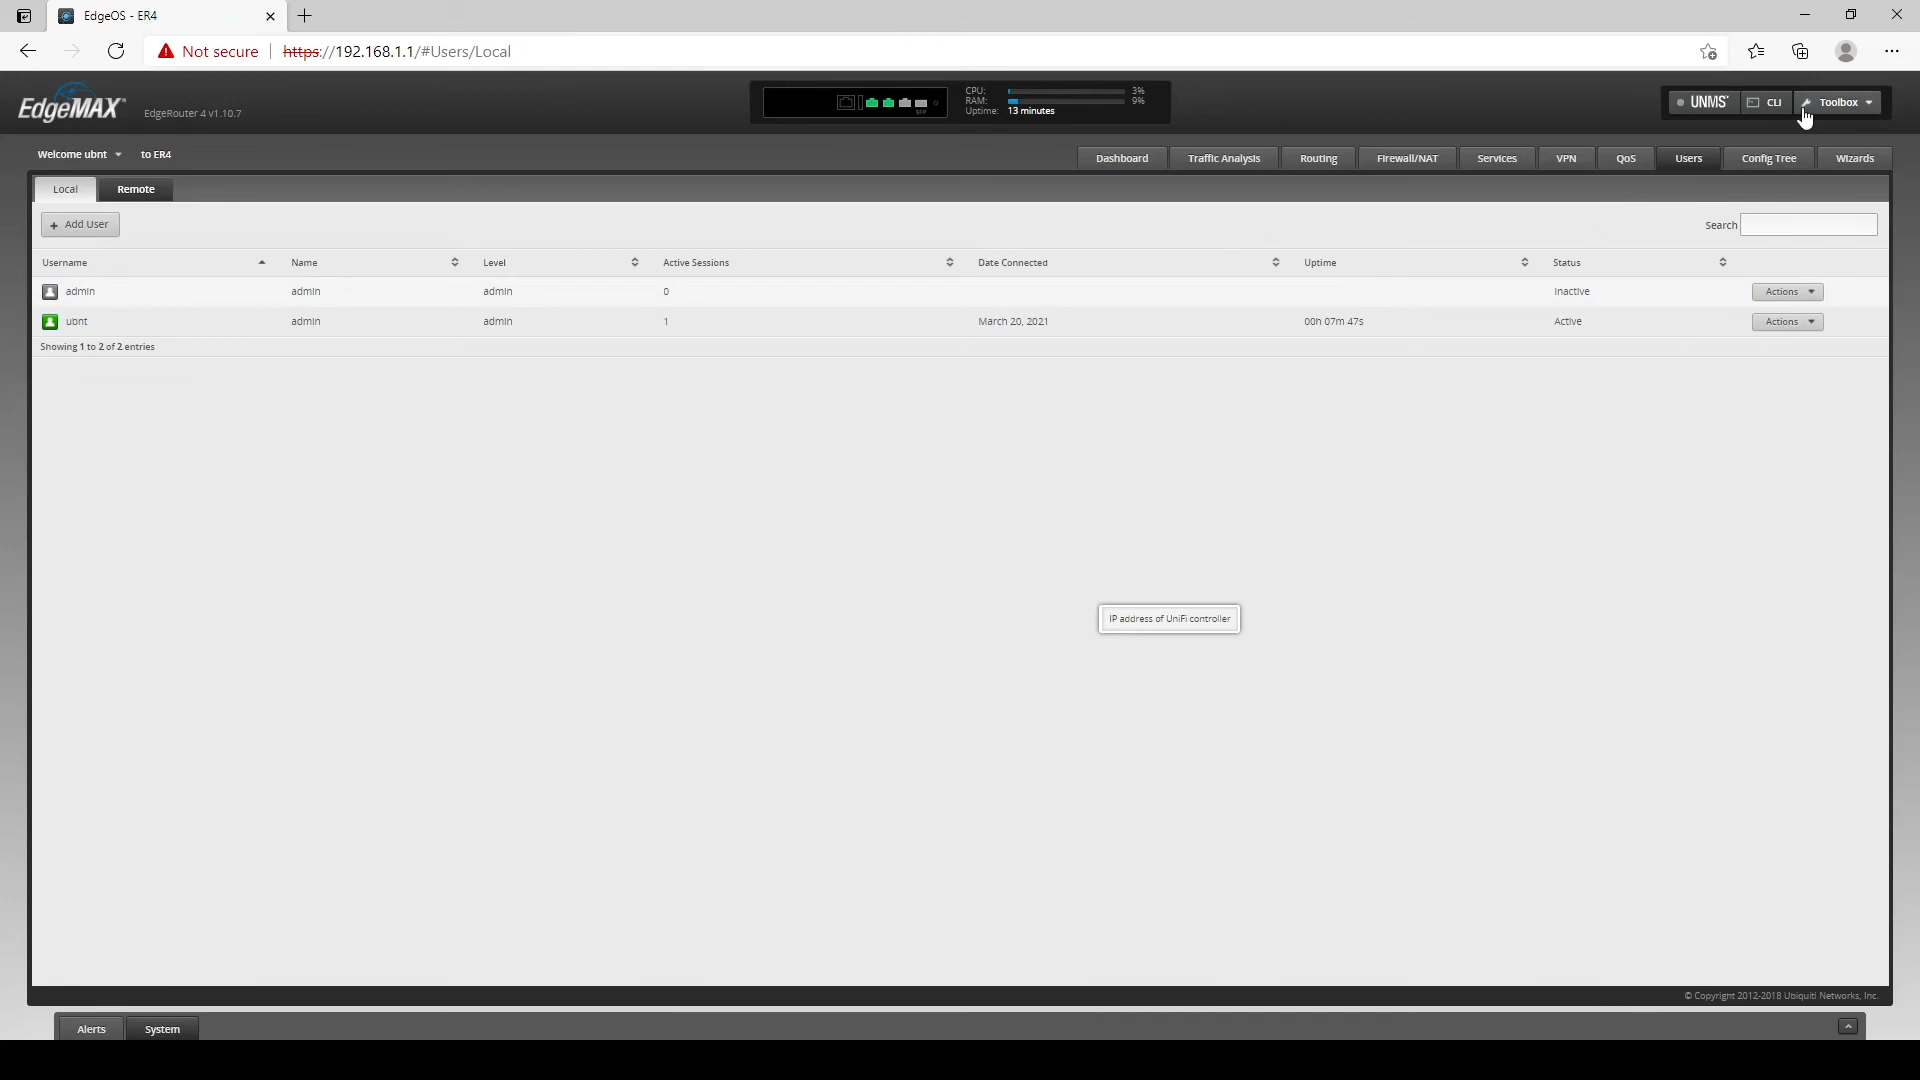 EdgeOS - ER4
Not secure https://192.168.1.1/#Users/Local
EdgeMAX EdgeRouter 4 v1.10.7
CPU: 3%
RAM: 9%
Uptime: 13 minutes
UNMS CLI Toolbox
Welcome ubnt to ER4
Dashboard Traffic Analysis Routing Firewall/NAT Services VPN QoS Users Config Tree Wizards
Local Remote
+ Add User Search
Username Name Level Active Sessions Date Connected Uptime Status
admin admin admin 0 Inactive Actions
ubnt admin admin 1 March 20, 2021 00h 07m 47s Active Actions
Showing 1 to 2 of 2 entries
IP address of UniFi controller
© Copyright 2012-2018 Ubiquiti Networks, Inc.
Alerts System